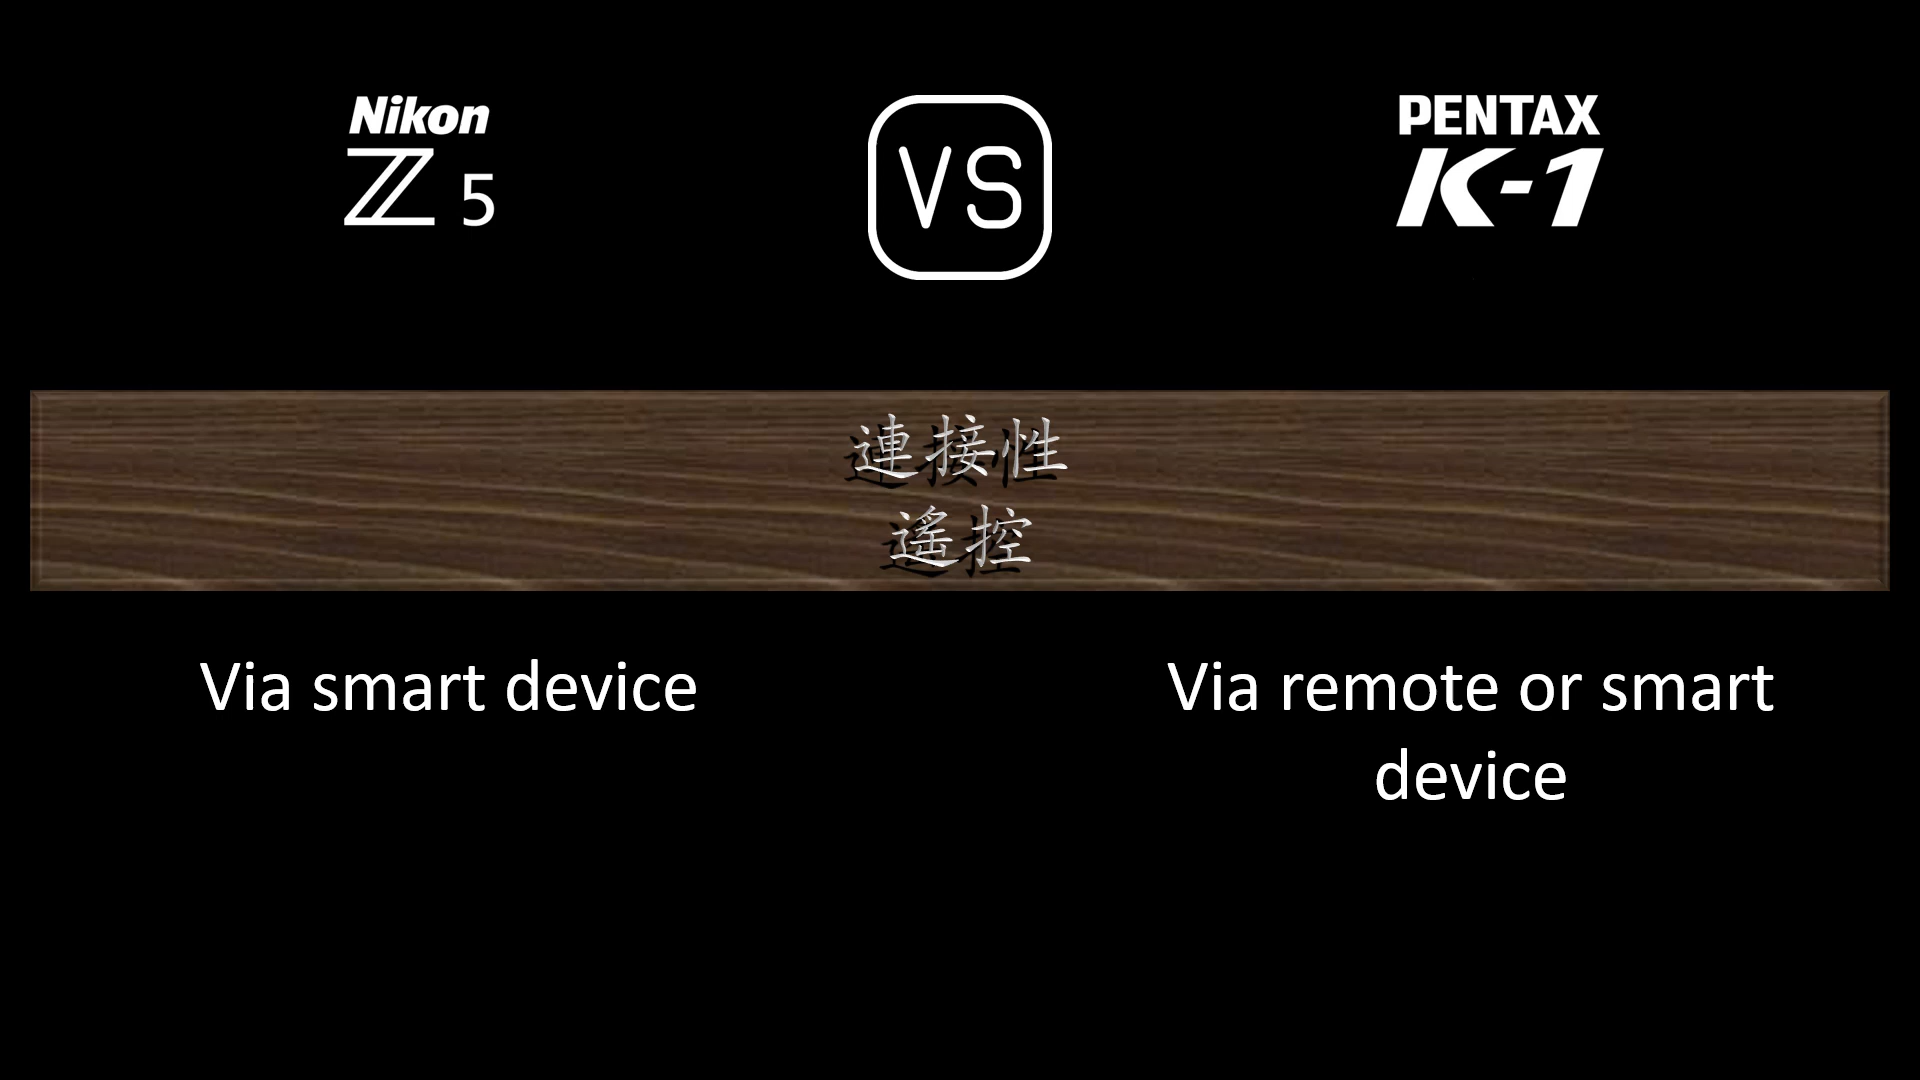 Nikon
Z 5
VS
PENTAX
K-1
連接性
遙控
Via smart device
Via remote or smart
device